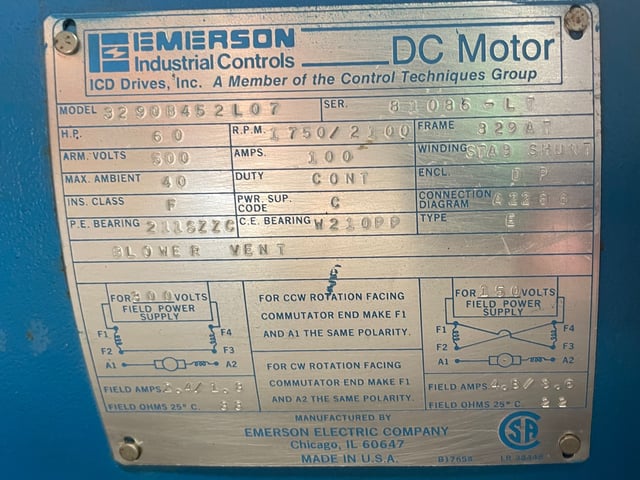 EMERSON
Industrial Controls
DC Motor
ICD Drives, Inc. A Member of the Control Techniques Group
MODEL SER.
H.P. 60 R.P.M. 1750/2100 FRAME
ARM. VOLTS 500 AMPS. 100 WINDING STAB SHUNT
MAX. AMBIENT 40 DUTY CONT ENCL. DP
INS. CLASS F PWR. SUP. CODE C CONNECTION DIAGRAM
P.E. BEARING C.E. BEARING W210PP TYPE E
BLOWER VENT
FOR 300 VOLTS
FIELD POWER
SUPPLY
F1 F4
F2 F3
A1 A2
FIELD AMPS
FIELD OHMS 25° C.
FOR CCW ROTATION FACING
COMMUTATOR END MAKE F1
AND A1 THE SAME POLARITY.
FOR CW ROTATION FACING
COMMUTATOR END MAKE F1
AND A2 THE SAME POLARITY.
FOR 150 VOLTS
FIELD POWER
SUPPLY
F1 F4
F2 F3
A1 A2
FIELD AMPS
FIELD OHMS 25° C. 22
MANUFACTURED BY
EMERSON ELECTRIC COMPANY
Chicago, IL 60647
MADE IN U.S.A.